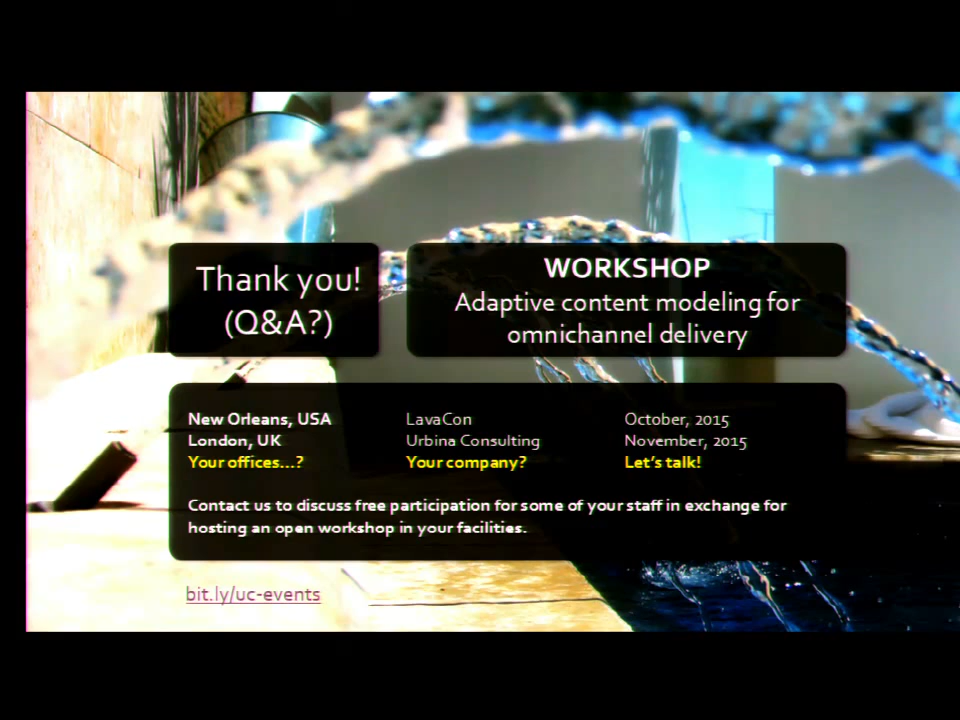 Thank you!
(Q&A?)
WORKSHOP
Adaptive content modeling for
omnichannel delivery
New Orleans, USA LavaCon October, 2015
London, UK Urbina Consulting November, 2015
Your offices...? Your company? Let's talk!
Contact us to discuss free participation for some of your staff in exchange for
hosting an open workshop in your facilities.
bit.ly/uc-events